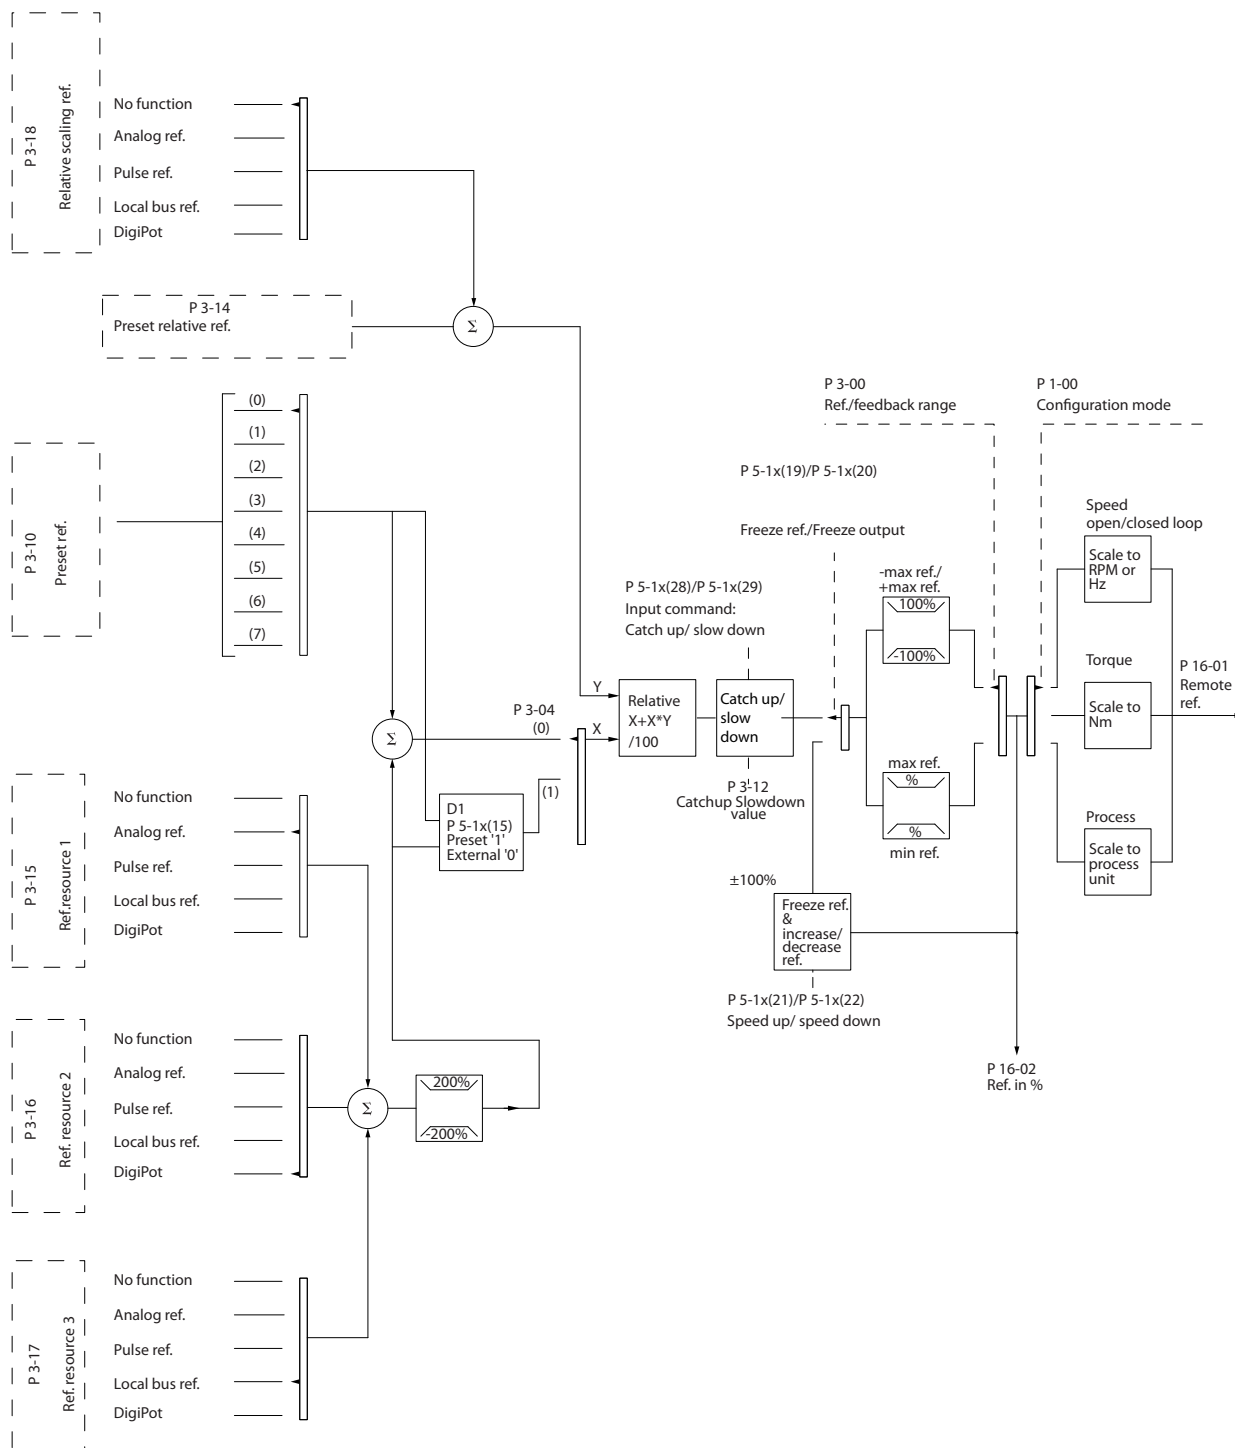 P 3-18
Relative scaling ref.
No function
Analog ref.
Pulse ref.
Local bus ref.
DigiPot
P 3-14
Preset relative ref.
Σ
P 3-10
Preset ref.
(0)
(1)
(2)
(3)
(4)
(5)
(6)
(7)
Σ
P 3-04
(0)
(1)
D1
P 5-1x(15)
Preset '1'
External '0'
Y
X
Relative
X+X*Y
/100
P 5-1x(28)/P 5-1x(29)
Input command:
Catch up/ slow down
Catch up/
slow
down
P 3-12
Catchup Slowdown
value
P 5-1x(19)/P 5-1x(20)
Freeze ref./Freeze output
-max ref./
+max ref.
100%
-100%
max ref.
%
%
min ref.
±100%
Freeze ref.
&
increase/
decrease
ref.
P 5-1x(21)/P 5-1x(22)
Speed up/ speed down
P 3-00
Ref./feedback range
P 1-00
Configuration mode
Speed
open/closed loop
Scale to
RPM or
Hz
Torque
Scale to
Nm
Process
Scale to
process
unit
P 16-01
Remote
ref.
P 16-02
Ref. in %
P 3-15
Ref.resource 1
No function
Analog ref.
Pulse ref.
Local bus ref.
DigiPot
P 3-16
Ref. resource 2
No function
Analog ref.
Pulse ref.
Local bus ref.
DigiPot
Σ
200%
-200%
P 3-17
Ref. resource 3
No function
Analog ref.
Pulse ref.
Local bus ref.
DigiPot